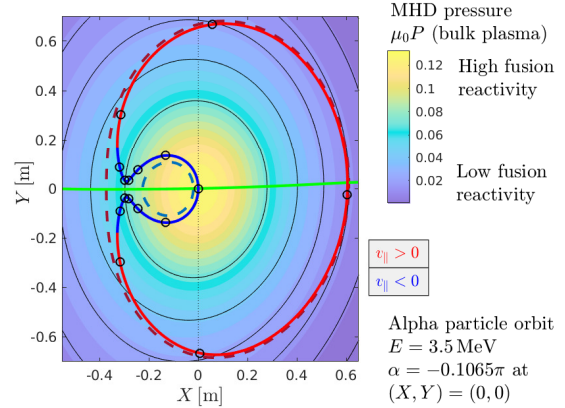 MHD pressure
μ₀P (bulk plasma)
High fusion
reactivity
Low fusion
reactivity
0.12
0.10
0.08
0.06
0.04
0.02
v∥ > 0
v∥ < 0
Alpha particle orbit
E = 3.5 MeV
α = −0.1065π at
(X, Y) = (0, 0)
Y [m]
0.6
0.4
0.2
0
-0.2
-0.4
-0.6
-0.4 -0.2 0 0.2 0.4 0.6
X [m]